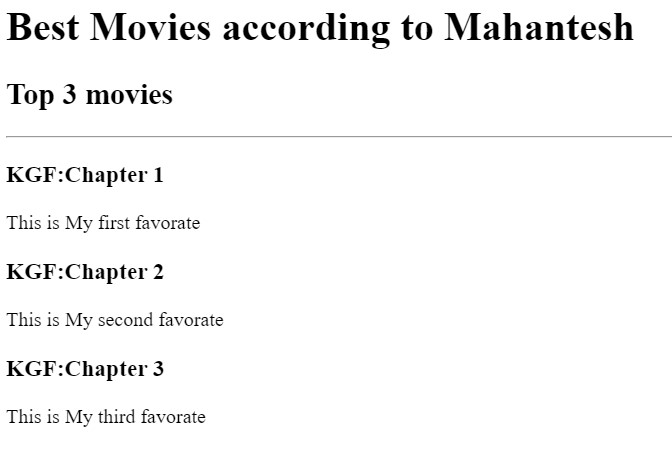 Best Movies according to Mahantesh
Top 3 movies
KGF:Chapter 1
This is My first favorate
KGF:Chapter 2
This is My second favorate
KGF:Chapter 3
This is My third favorate